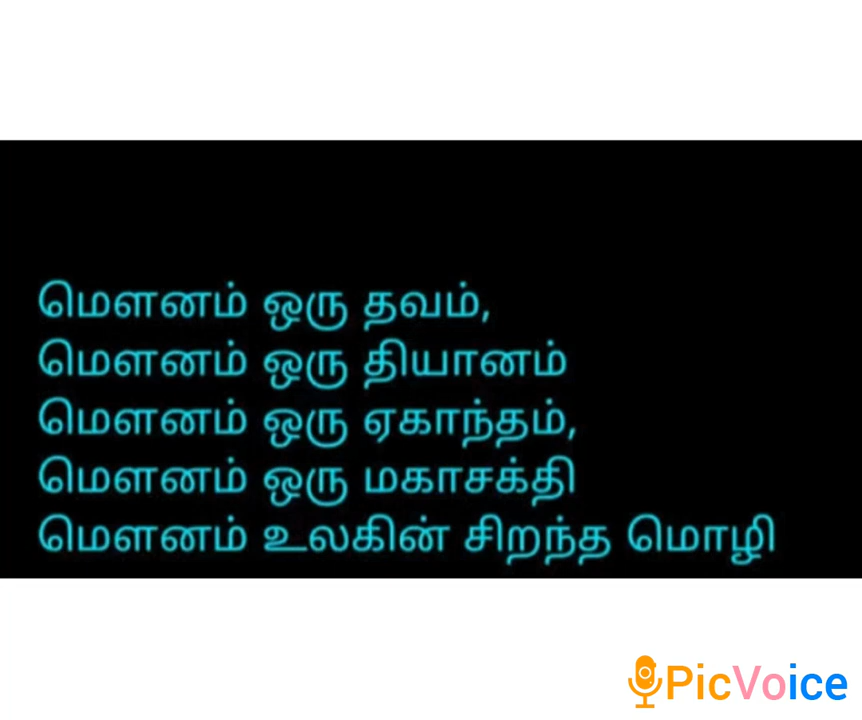 மௌனம் ஒரு தவம்,
மௌனம் ஒரு தியானம்
மௌனம் ஒரு ஏகாந்தம்,
மௌனம் ஒரு மகாசக்தி
மௌனம் உலகின் சிறந்த மொழி
PicVoice